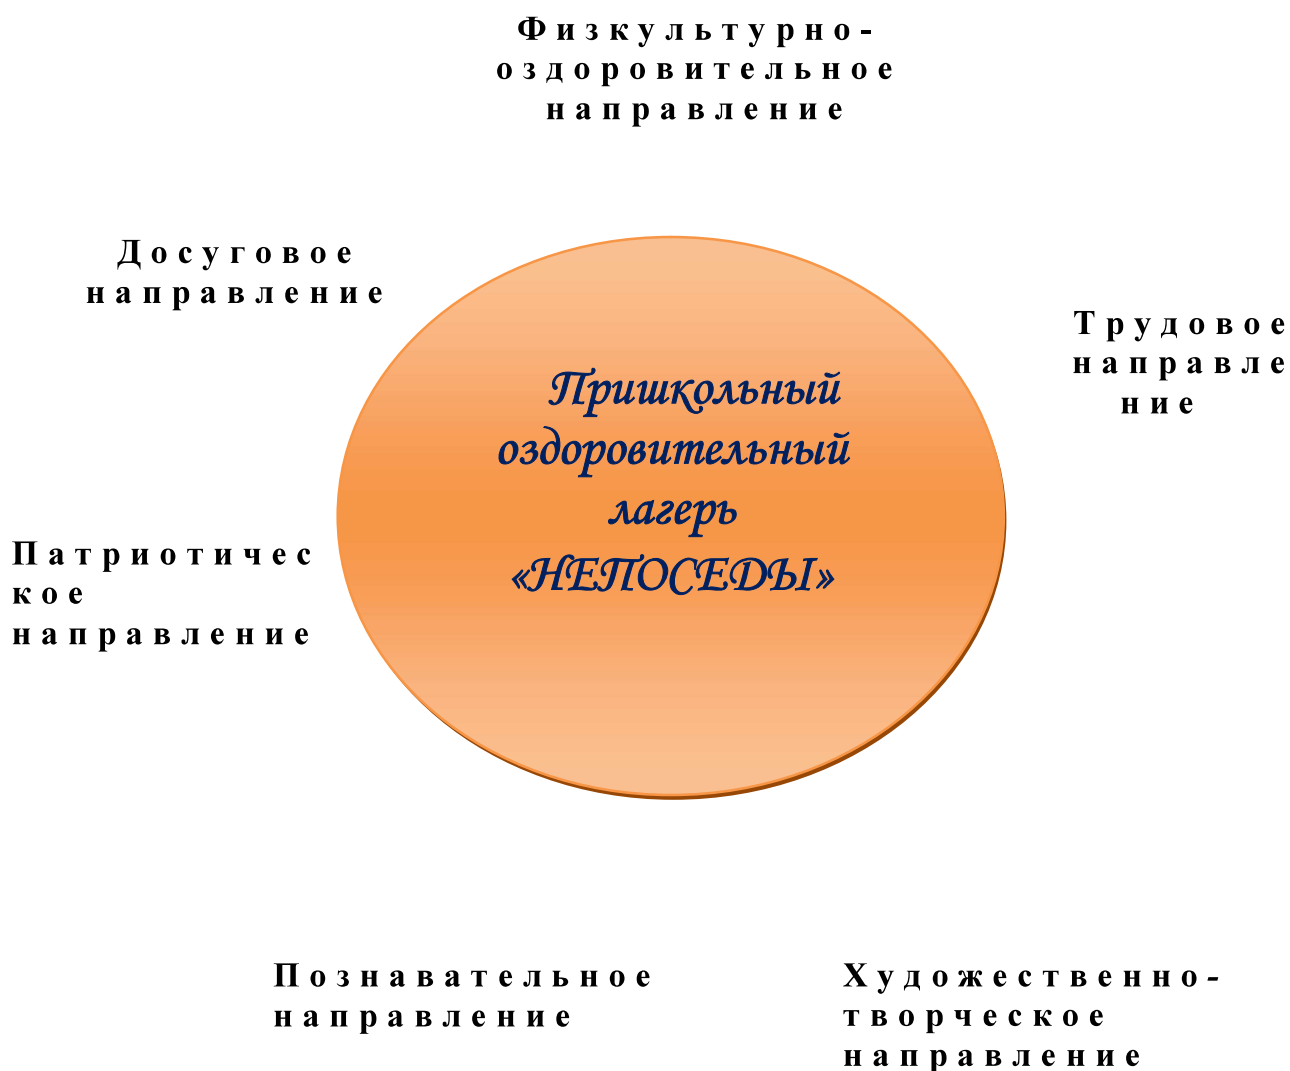 Физкультурно-
оздоровительное
направление
Досуговое
направление
Трудовое
направле
ние
Пришкольный
оздоровительный
лагерь
«НЕПОСЕДЫ»
Патриотичес
кое
направление
Познавательное
направление
Художественно-
творческое
направление